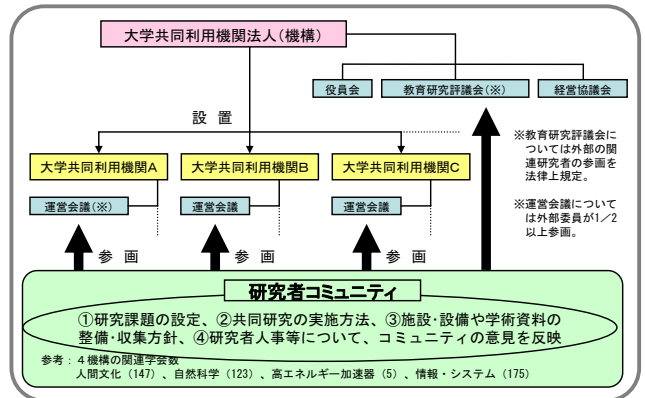 大学共同利用機関法人(機構)
役員会
教育研究評議会(※)
経営協議会
設 置
大学共同利用機関A
大学共同利用機関B
大学共同利用機関C
運営会議(※)
運営会議
運営会議
※教育研究評議会に
ついては外部の関
連研究者の参画を
法律上規定。
※運営会議について
は外部委員が1/2
以上参画。
参 画
参 画
参 画
研究者コミュニティ
①研究課題の設定、②共同研究の実施方法、③施設・設備や学術資料の
整備・収集方針、④研究者人事等について、コミュニティの意見を反映
参考:4機構の関連学会数
人間文化(147)、自然科学(123)、高エネルギー加速器(5)、情報・システム(175)